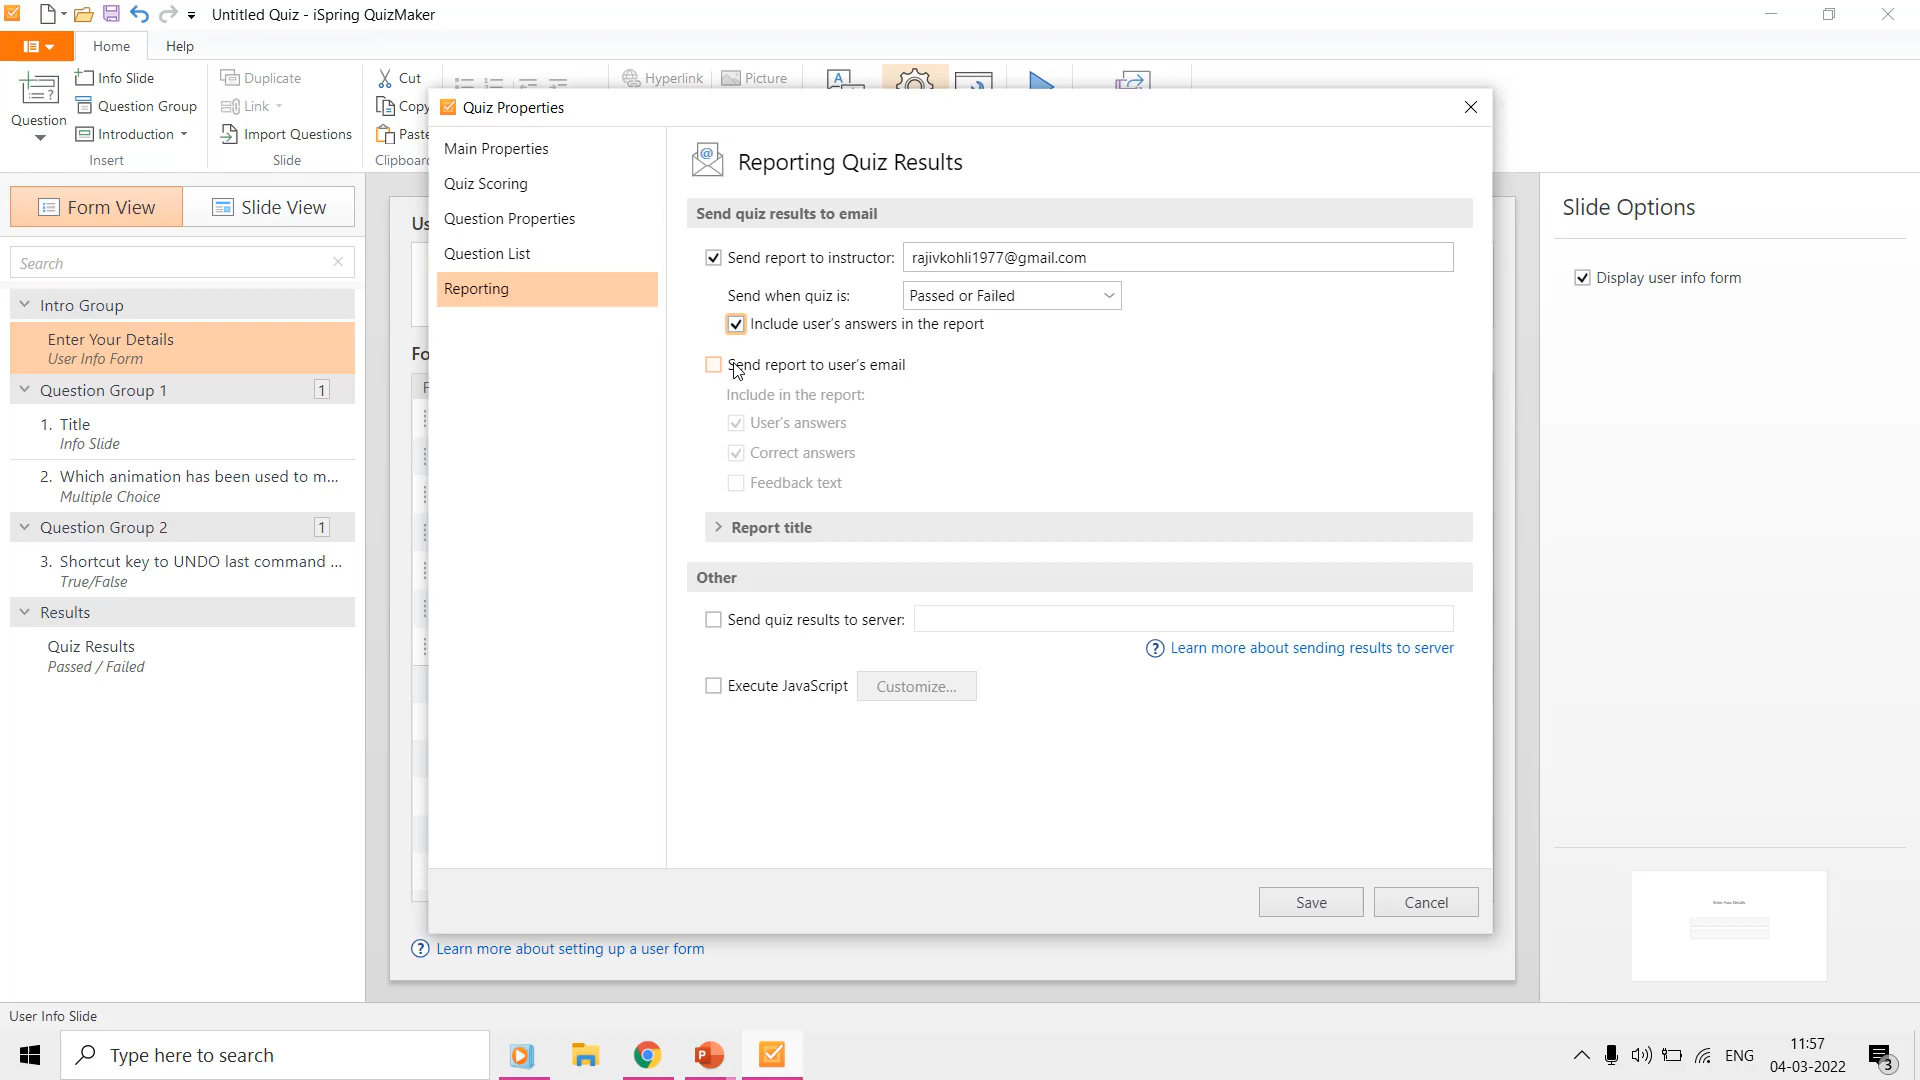 Untitled Quiz - iSpring QuizMaker
Home
Help
Question
Info Slide
Question Group
Introduction
Insert
Duplicate
Link
Import Questions
Slide
Cut
Copy
Paste
Clipboard
Hyperlink
Picture
Form View
Slide View
Search
Intro Group
Enter Your Details
User Info Form
Question Group 1
1
1. Title
Info Slide
2. Which animation has been used to m...
Multiple Choice
Question Group 2
1
3. Shortcut key to UNDO last command ...
True/False
Results
Quiz Results
Passed / Failed
Us
Fo
F
Quiz Properties
Main Properties
Quiz Scoring
Question Properties
Question List
Reporting
Reporting Quiz Results
Send quiz results to email
Send report to instructor: rajivkohli1977@gmail.com
Send when quiz is: Passed or Failed
Include user's answers in the report
Send report to user's email
Include in the report:
User's answers
Correct answers
Feedback text
Report title
Other
Send quiz results to server:
Learn more about sending results to server
Execute JavaScript
Customize...
Save
Cancel
Learn more about setting up a user form
Slide Options
Display user info form
Enter Your Details
User Info Slide
Type here to search
ENG
11:57
04-03-2022
3